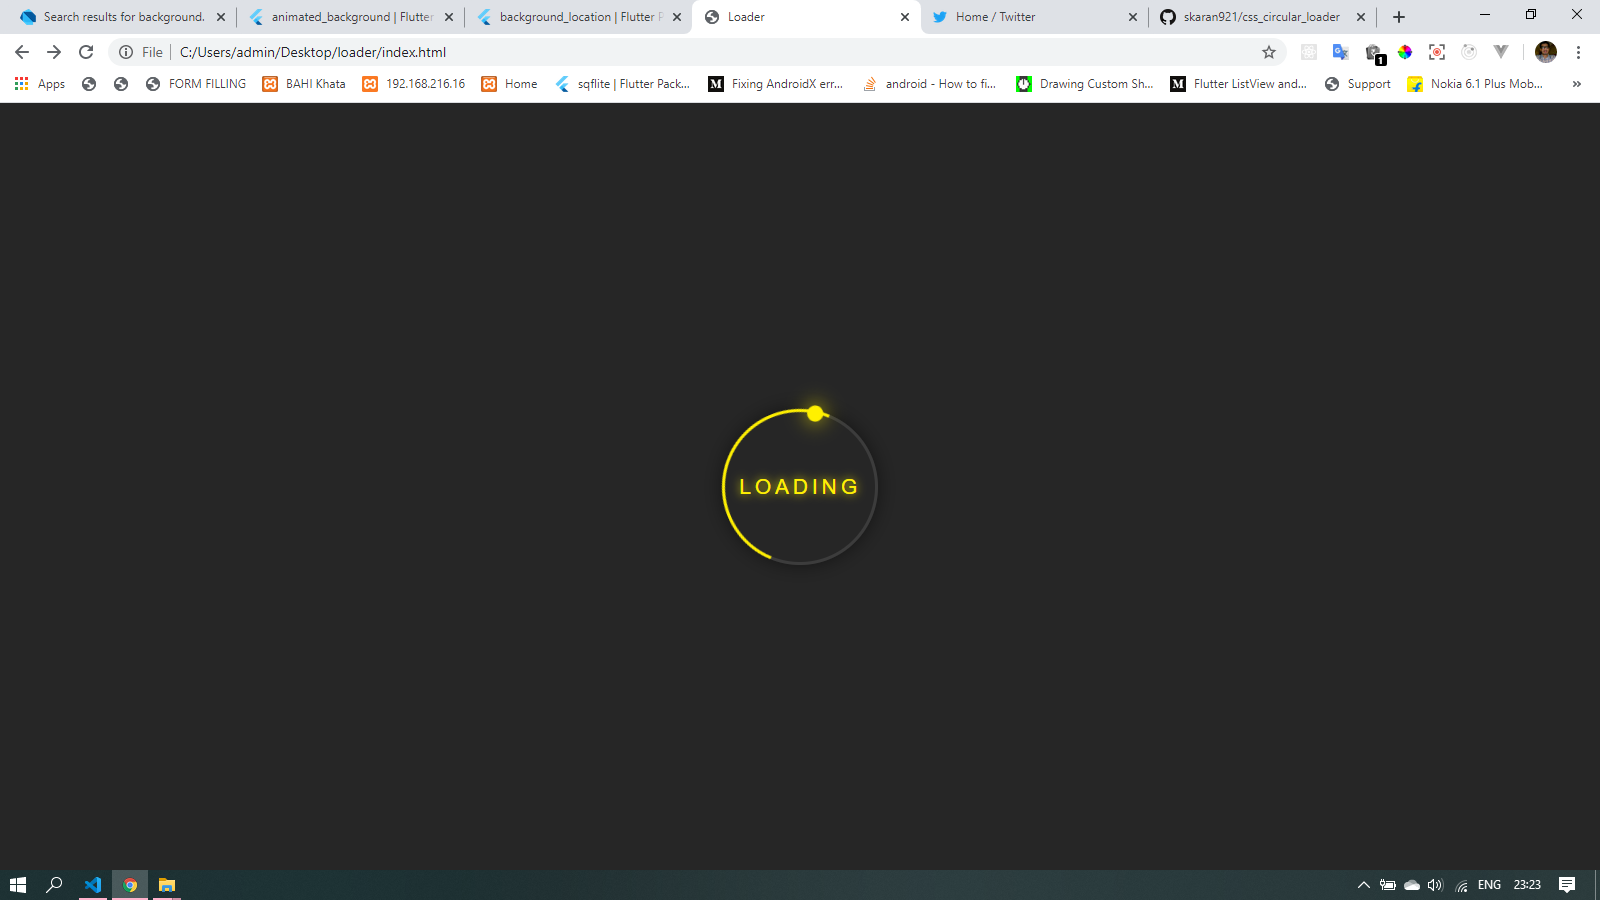 Search results for background.
animated_background | Flutter
background_location | Flutter P
Loader
Home / Twitter
skaran921/css_circular_loader
File
C:/Users/admin/Desktop/loader/index.html
1
Apps
FORM FILLING
BAHI Khata
192.168.216.16
Home
sqflite | Flutter Pack...
Fixing AndroidX err...
android - How to fi...
Drawing Custom Sh...
Flutter ListView and...
Support
Nokia 6.1 Plus Mob...
LOADING
ENG
23:23